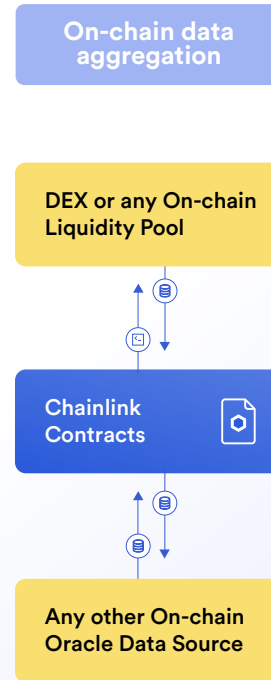 On-chain data
aggregation
DEX or any On-chain
Liquidity Pool
Chainlink
Contracts
Any other On-chain
Oracle Data Source